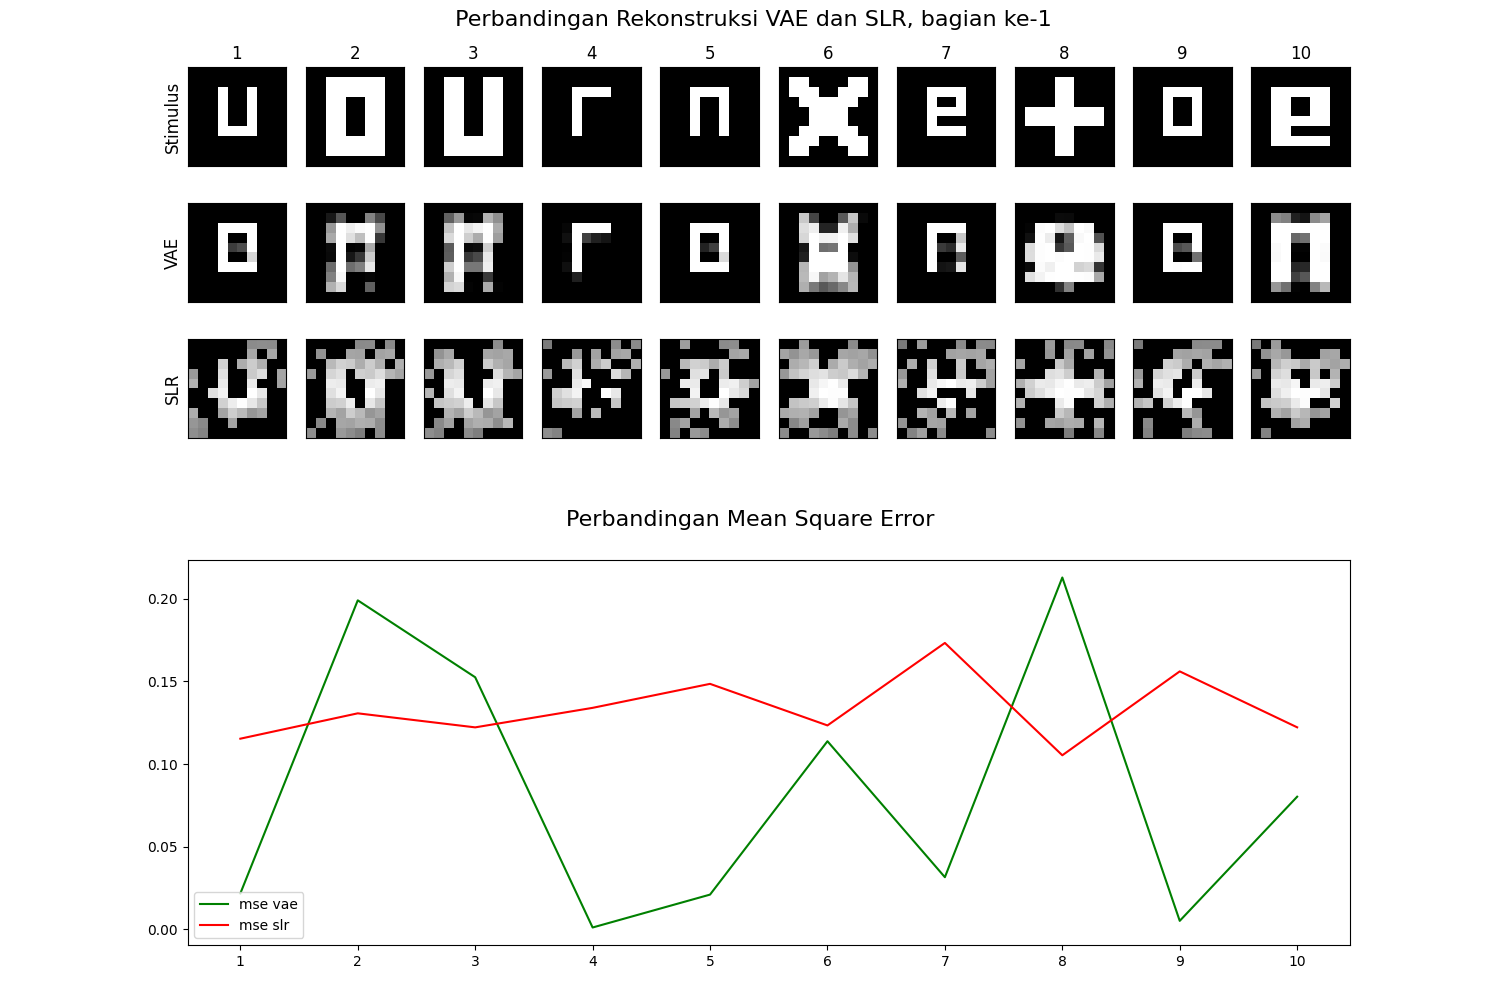 Perbandingan Rekonstruksi VAE dan SLR, bagian ke-1
1 2 3 4 5 6 7 8 9 10
Stimulus
VAE
SLR
Perbandingan Mean Square Error
0.20
0.15
0.10
0.05
0.00
mse vae
mse slr
1 2 3 4 5 6 7 8 9 10